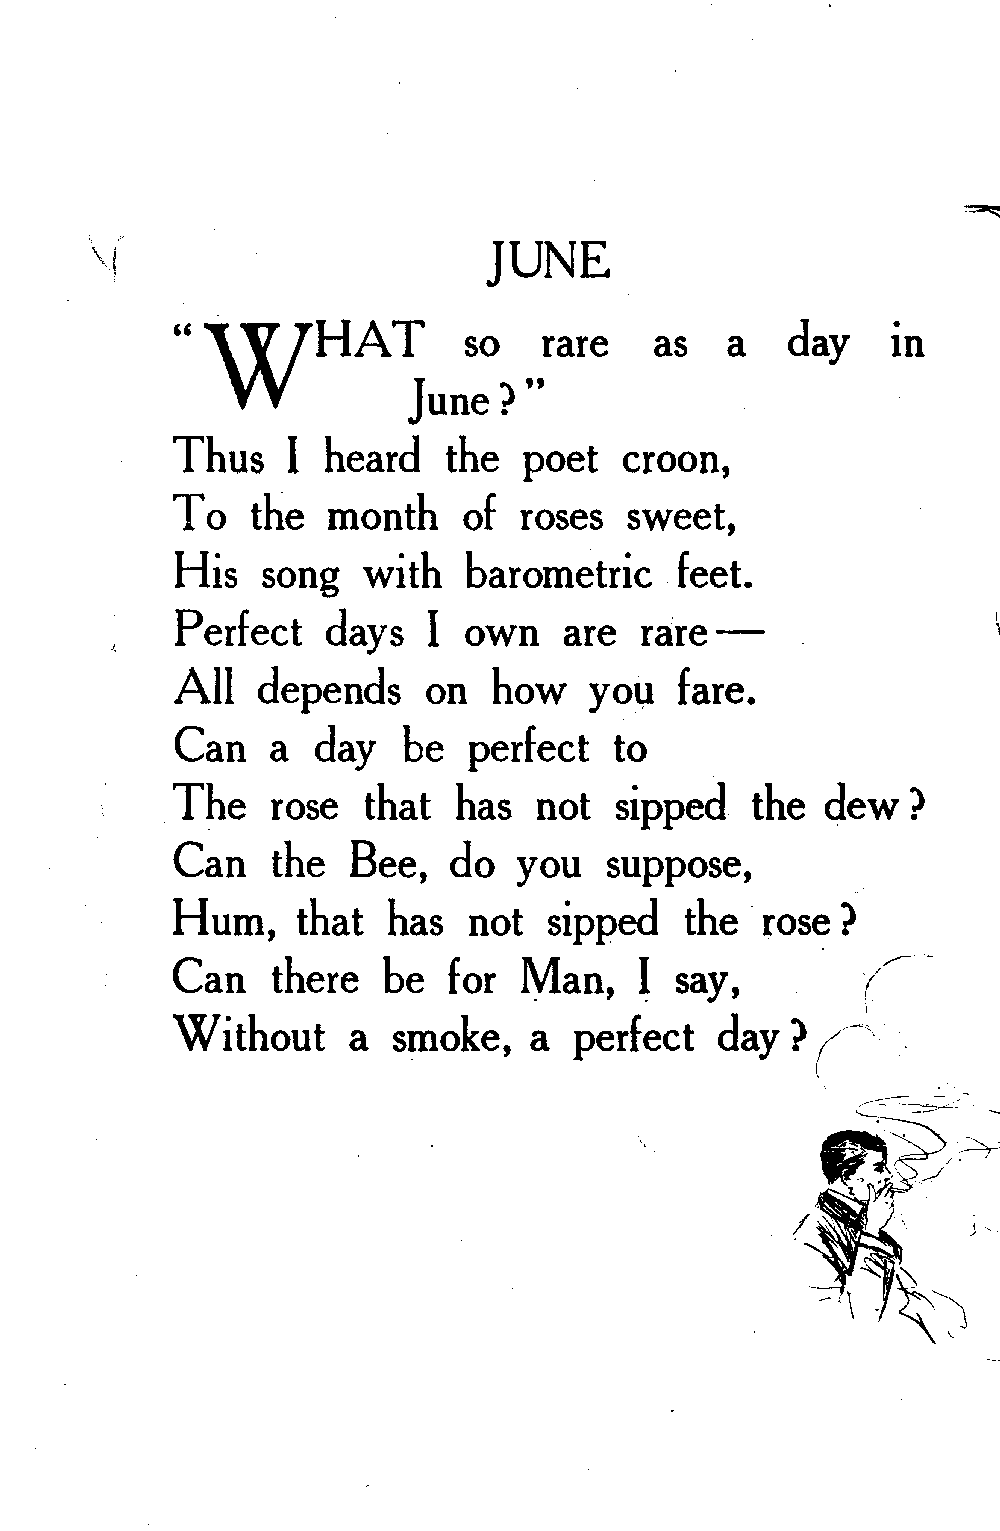 JUNE
“WHAT so rare as a day in
June?”
Thus I heard the poet croon,
To the month of roses sweet,
His song with barometric feet.
Perfect days I own are rare—
All depends on how you fare.
Can a day be perfect to
The rose that has not sipped the dew?
Can the Bee, do you suppose,
Hum, that has not sipped the rose?
Can there be for Man, I say,
Without a smoke, a perfect day?